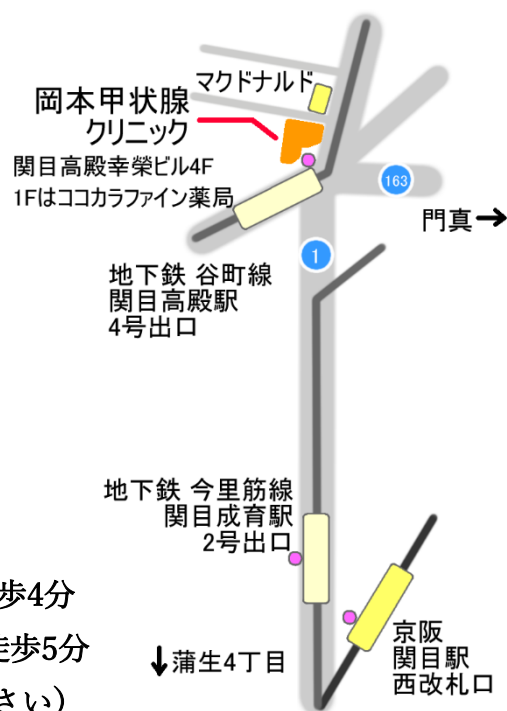 マクドナルド
岡本甲状腺
クリニック
関目高殿幸榮ビル4F
1Fはココカラファイン薬局
163
門真→
1
地下鉄 谷町線
関目高殿駅
4号出口
地下鉄 今里筋線
関目成育駅
2号出口
歩4分
徒歩5分
↓蒲生4丁目
京阪
関目駅
西改札口
さい）